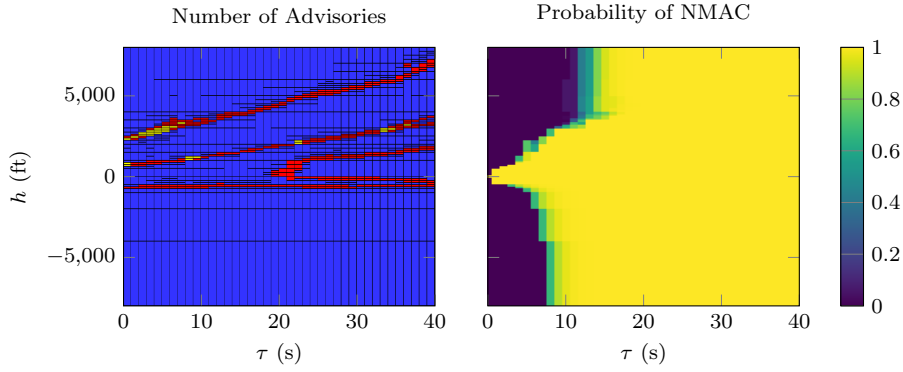 Number of Advisories
Probability of NMAC
h (ft)
5,000
0
−5,000
0 10 20 30 40
τ (s)
0 10 20 30 40
τ (s)
1
0.8
0.6
0.4
0.2
0